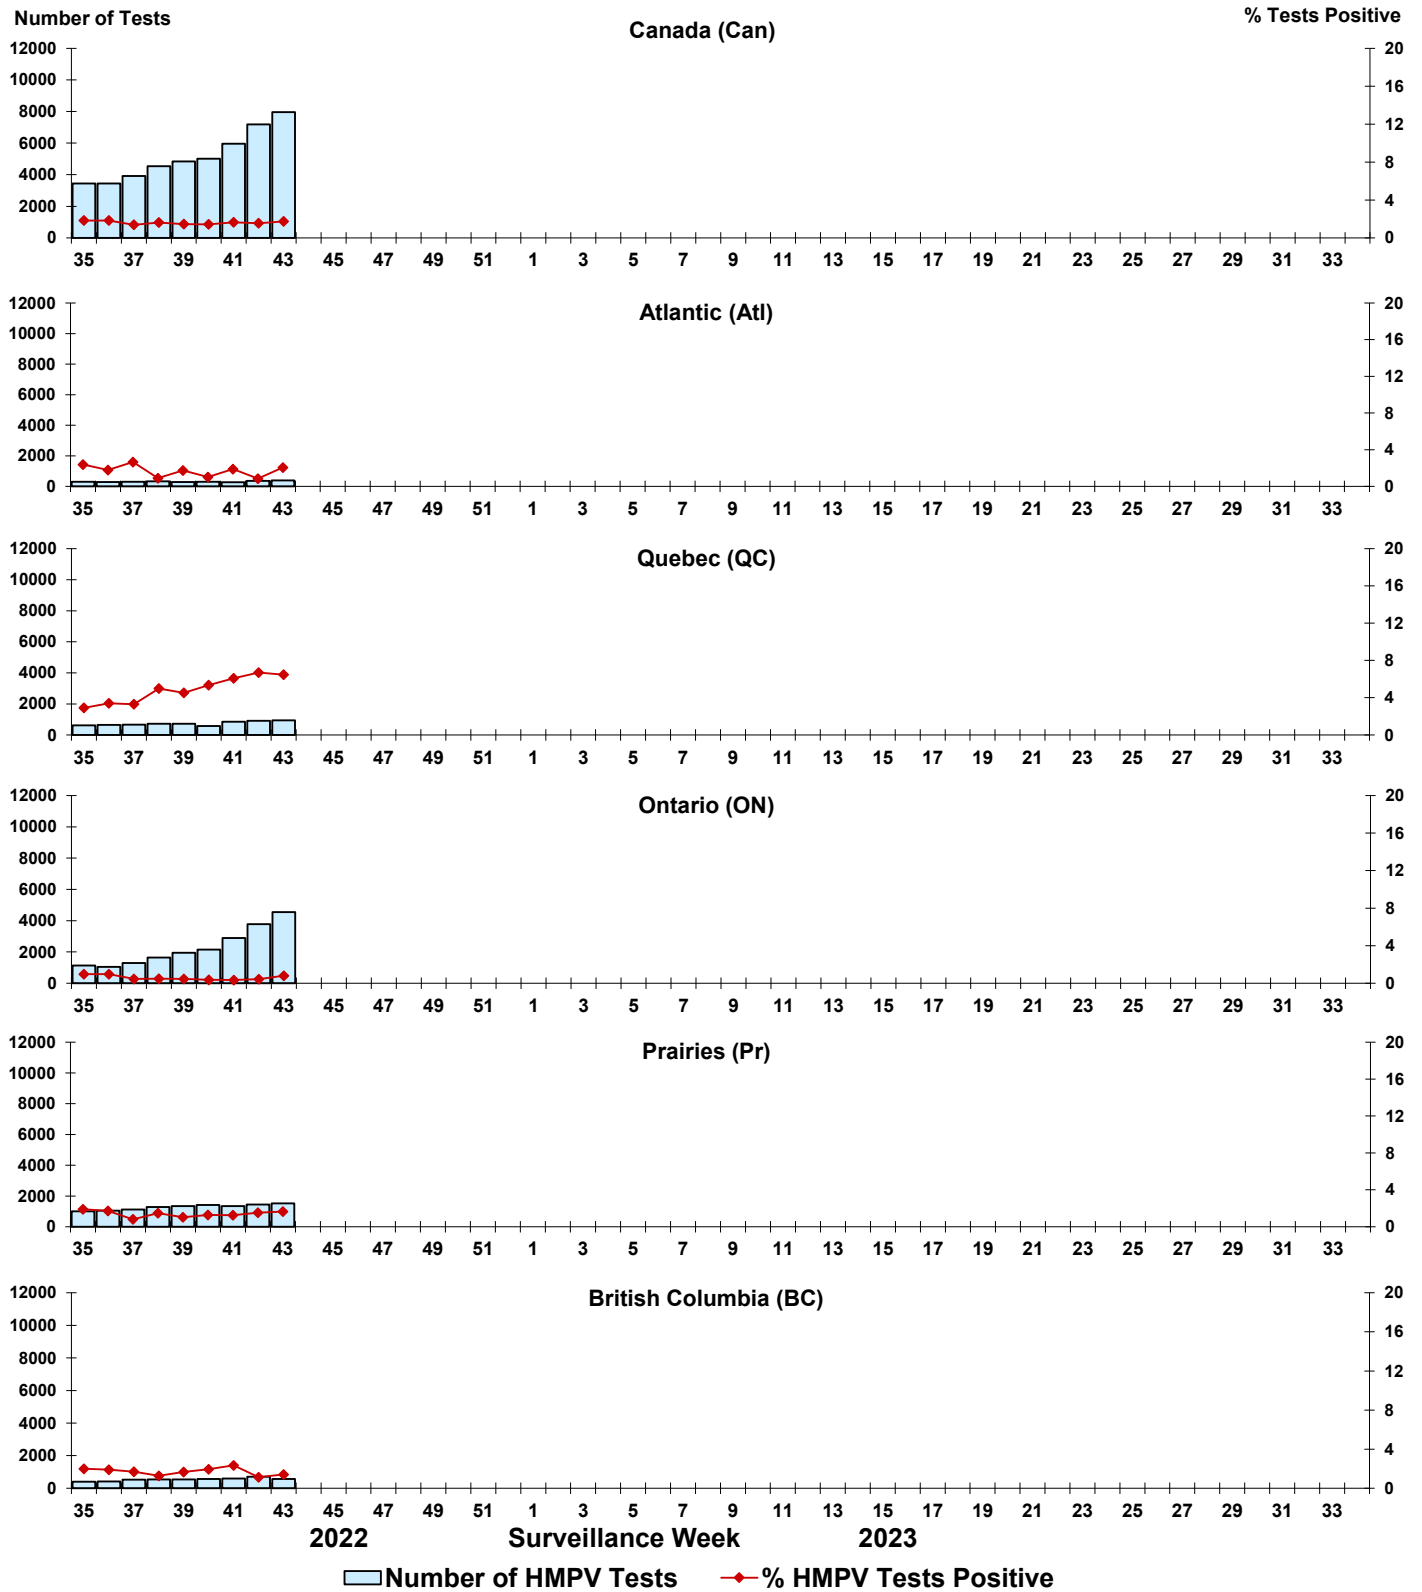 Number of Tests
% Tests Positive
Canada (Can)
12000 20
10000 16
8000 12
6000 8
4000 4
2000
0 0
35 37 39 41 43 45 47 49 51 1 3 5 7 9 11 13 15 17 19 21 23 25 27 29 31 33
Atlantic (Atl)
12000 20
10000 16
8000 12
6000 8
4000 4
2000
0 0
35 37 39 41 43 45 47 49 51 1 3 5 7 9 11 13 15 17 19 21 23 25 27 29 31 33
Quebec (QC)
12000 20
10000 16
8000 12
6000 8
4000 4
2000
0 0
35 37 39 41 43 45 47 49 51 1 3 5 7 9 11 13 15 17 19 21 23 25 27 29 31 33
Ontario (ON)
12000 20
10000 16
8000 12
6000 8
4000 4
2000
0 0
35 37 39 41 43 45 47 49 51 1 3 5 7 9 11 13 15 17 19 21 23 25 27 29 31 33
Prairies (Pr)
12000 20
10000 16
8000 12
6000 8
4000 4
2000
0 0
35 37 39 41 43 45 47 49 51 1 3 5 7 9 11 13 15 17 19 21 23 25 27 29 31 33
British Columbia (BC)
12000 20
10000 16
8000 12
6000 8
4000 4
2000
0 0
35 37 39 41 43 45 47 49 51 1 3 5 7 9 11 13 15 17 19 21 23 25 27 29 31 33
2022 Surveillance Week 2023
Number of HMPV Tests % HMPV Tests Positive